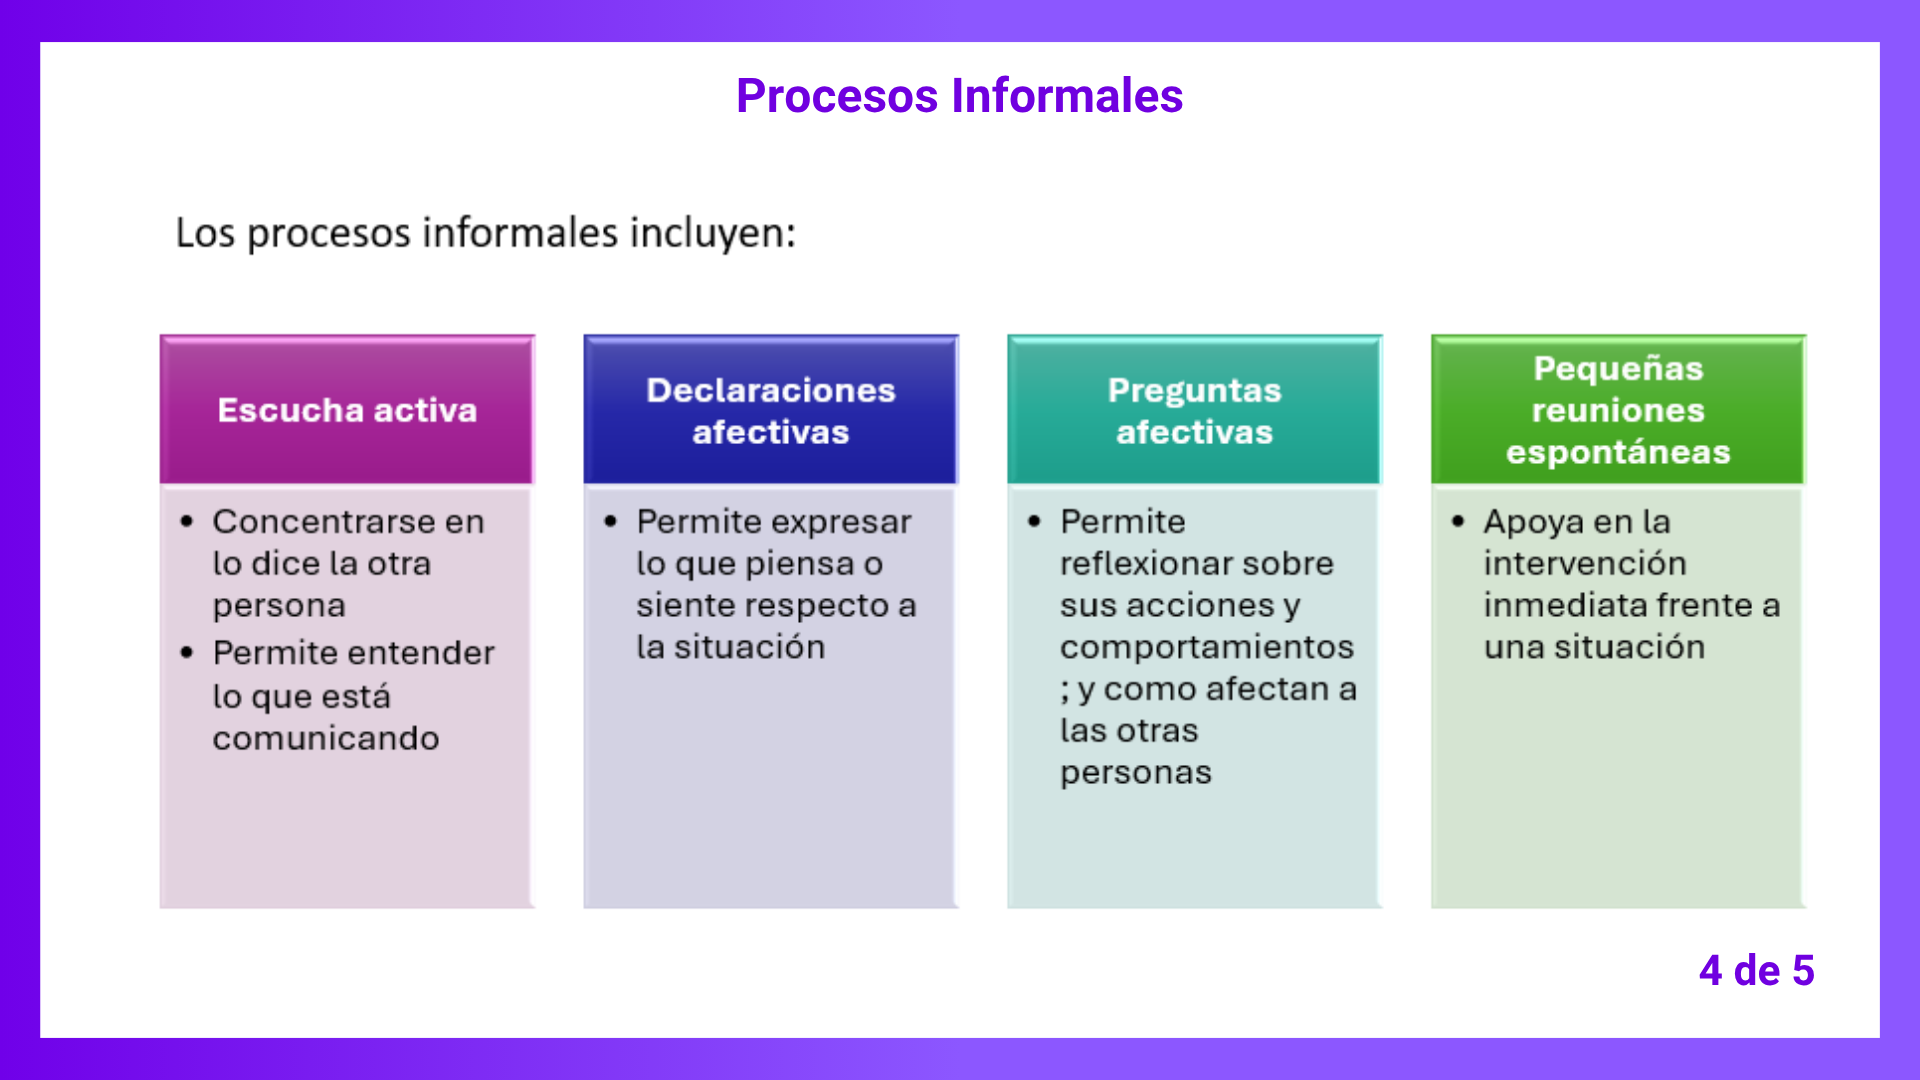 Procesos Informales
Los procesos informales incluyen:
Escucha activa
• Concentrarse en
lo dice la otra
persona
• Permite entender
lo que está
comunicando
Declaraciones
afectivas
• Permite expresar
lo que piensa o
siente respecto a
la situación
Preguntas
afectivas
• Permite
reflexionar sobre
sus acciones y
comportamientos
; y como afectan a
las otras
personas
Pequeñas
reuniones
espontáneas
• Apoya en la
intervención
inmediata frente a
una situación
4 de 5